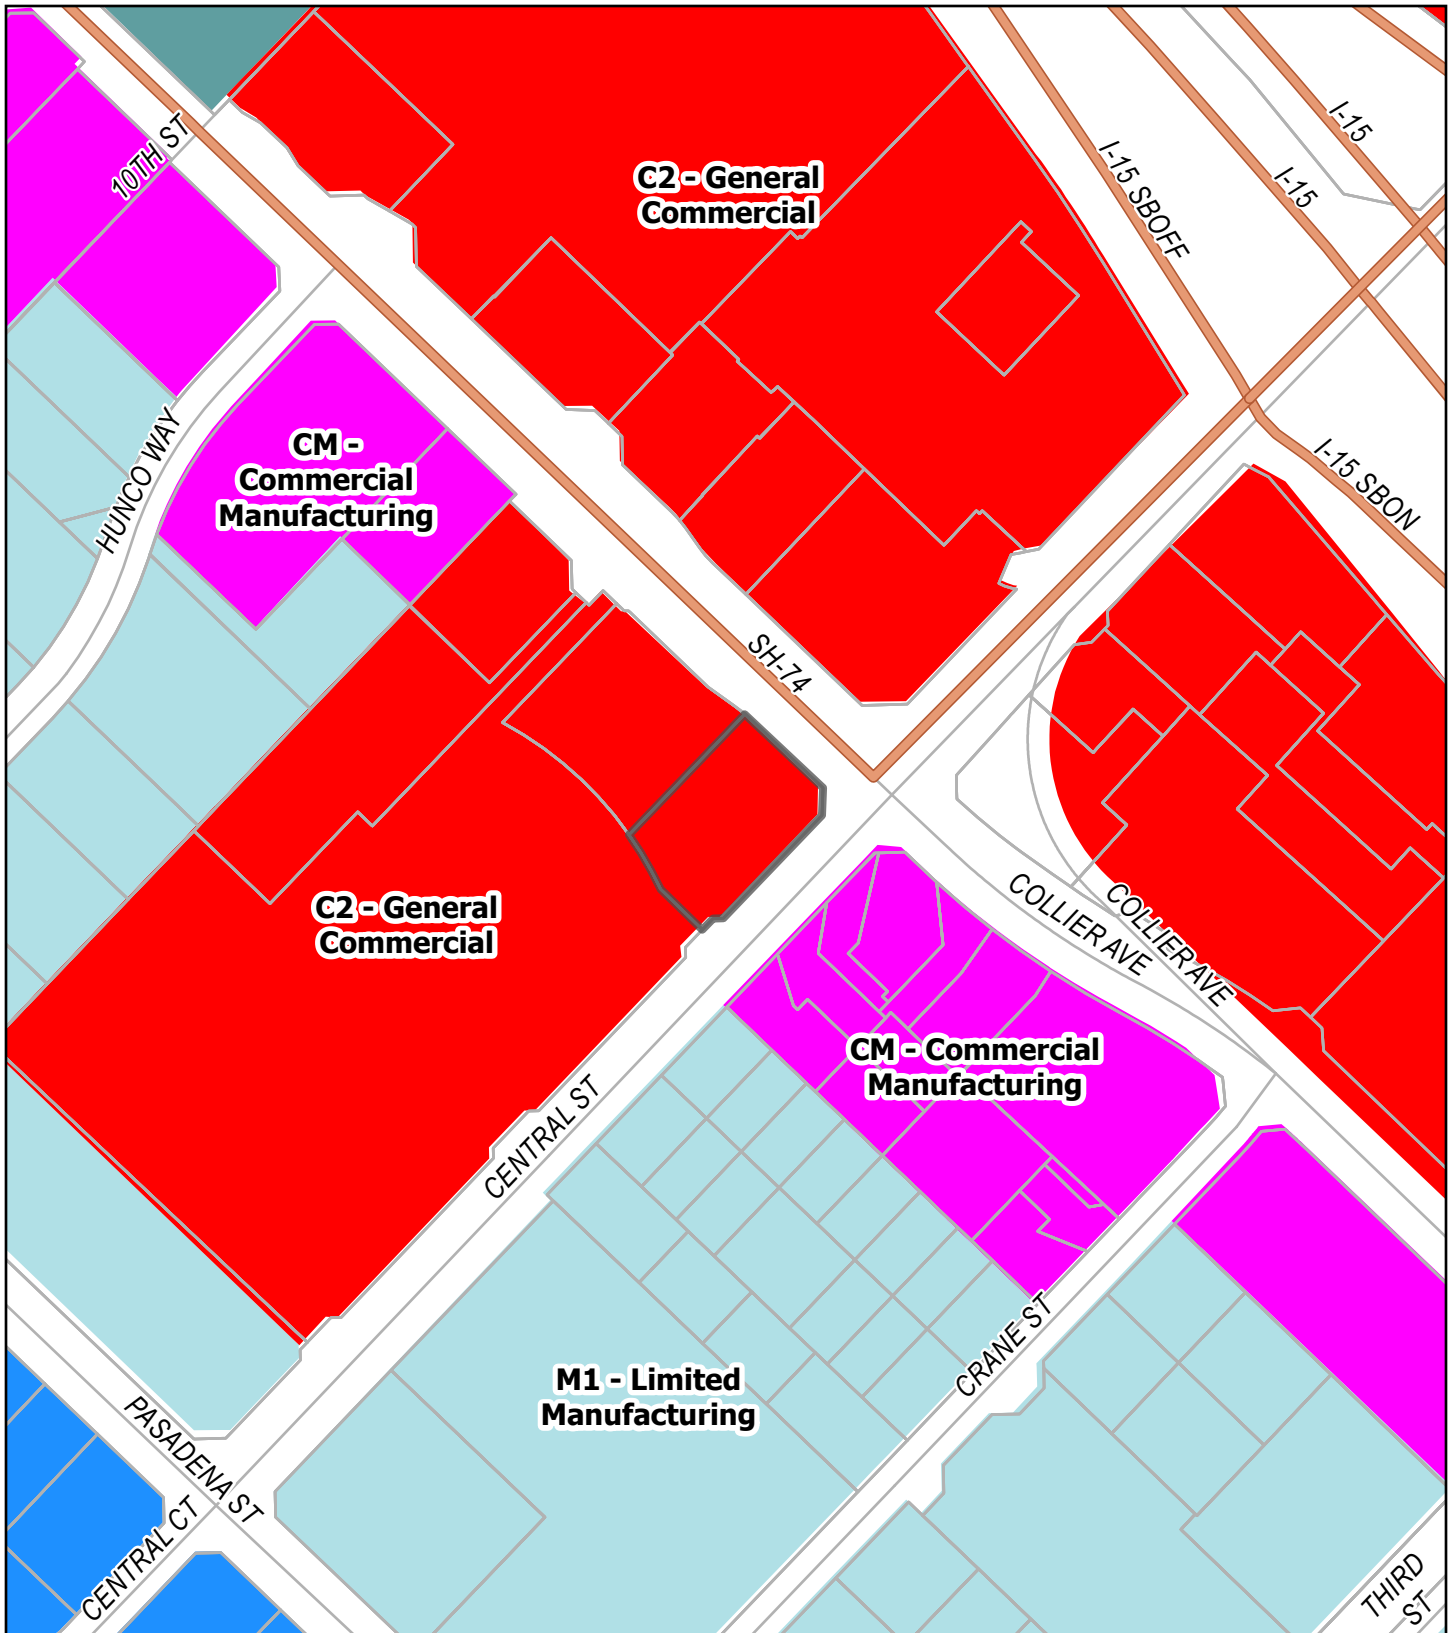 10TH ST
C2 - General
Commercial
I-15 SBOFF
I-15
I-15
HUNCO WAY
CM -
Commercial
Manufacturing
I-15 SBON
SH-74
C2 - General
Commercial
COLLIER AVE
COLLIER AVE
CM - Commercial
Manufacturing
CENTRAL ST
CRANE ST
M1 - Limited
Manufacturing
PASADENA ST
CENTRAL CT
THIRD
ST